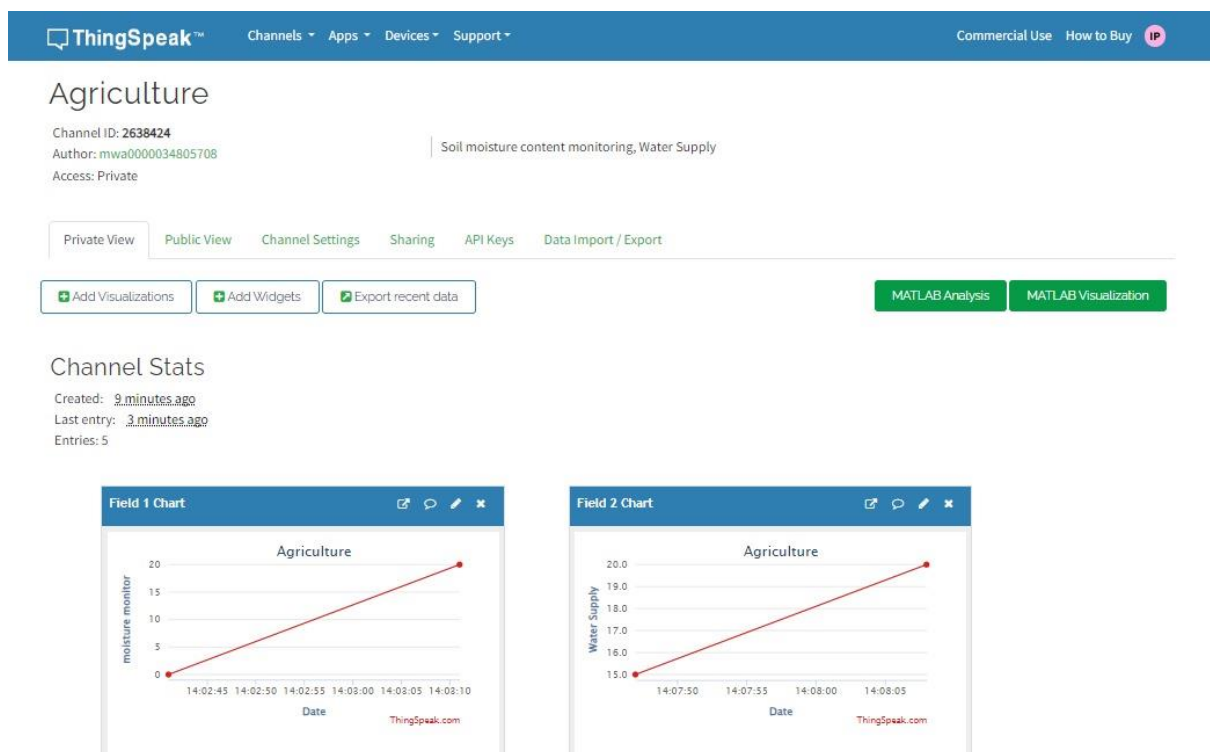 ThingSpeak™ Channels Apps Devices Support Commercial Use How to Buy IP
Agriculture
Channel ID: 2638424
Author: mwa0000034805708
Access: Private
Soil moisture content monitoring, Water Supply
Private View Public View Channel Settings Sharing API Keys Data Import / Export
Add Visualizations Add Widgets Export recent data MATLAB Analysis MATLAB Visualization
Channel Stats
Created: 9 minutes ago
Last entry: 3 minutes ago
Entries: 5
Field 1 Chart
Agriculture
moisture monitor
20
15
10
5
0
14:02:45 14:02:50 14:02:55 14:03:00 14:03:05 14:03:10
Date
ThingSpeak.com
Field 2 Chart
Agriculture
Water Supply
20.0
19.0
18.0
17.0
16.0
15.0
14:07:50 14:07:55 14:08:00 14:08:05
Date
ThingSpeak.com